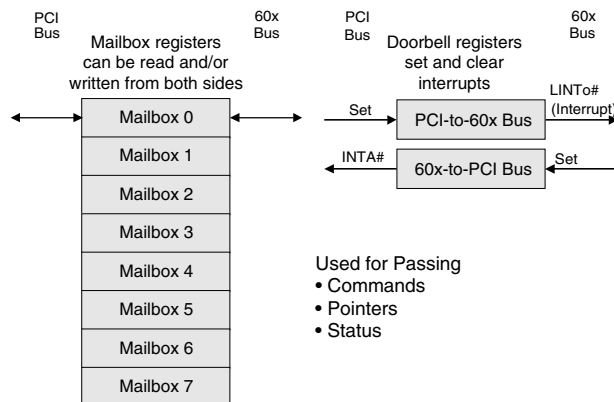 PCI
Bus
60x
Bus
Mailbox registers
can be read and/or
written from both sides
Mailbox 0
Mailbox 1
Mailbox 2
Mailbox 3
Mailbox 4
Mailbox 5
Mailbox 6
Mailbox 7
PCI
Bus
60x
Bus
Doorbell registers
set and clear
interrupts
Set
PCI-to-60x Bus
LINTo#
(Interrupt)
INTA#
60x-to-PCI Bus
Set
Used for Passing
• Commands
• Pointers
• Status